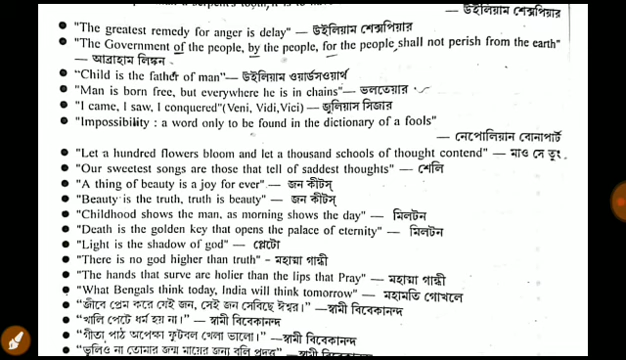 — উইলিয়াম শেক্সপিয়ার
"The greatest remedy for anger is delay" — উইলিয়াম শেক্সপিয়ার
"The Government of the people, by the people, for the people, shall not perish from the earth"
— আব্রাহাম লিঙ্কন
"Child is the father of man"— উইলিয়াম ওয়ার্ডসওয়ার্থ
"Man is born free, but everywhere he is in chains"— ভলতেয়ার
"I came, I saw, I conquered"(Veni, Vidi,Vici) — জুলিয়াস সিজার
"Impossibility : a word only to be found in the dictionary of a fools"
— নেপোলিয়ান বোনাপার্ট
"Let a hundred flowers bloom and let a thousand schools of thought contend" — মাও সে তুং
"Our sweetest songs are those that tell of saddest thoughts" — শেলি
"A thing of beauty is a joy for ever" — জন কীটস্
"Beauty is the truth, truth is beauty" — জন কীটস্
"Childhood shows the man, as morning shows the day" — মিলটন
"Death is the golden key that opens the palace of eternity" — মিলটন
"Light is the shadow of god" — প্লেটো
"There is no god higher than truth" - মহাত্মা গান্ধী
"The hands that surve are holier than the lips that Pray" — মহাত্মা গান্ধী
"What Bengals think today, India will think tomorrow" — মহামতি গোখলে
"জীবে প্রেম করে যেই জন, সেই জন সেবিছে ঈশ্বর।" —স্বামী বিবেকানন্দ
"খালি পেটে ধর্ম হয় না।" — স্বামী বিবেকানন্দ
"গীতা পাঠ অপেক্ষা ফুটবল খেলা ভালো।" —স্বামী বিবেকানন্দ
"ভুলিও না তোমার জন্ম মায়ের জন্য বলি প্রদত্ত" — স্বামী বিবেকানন্দ